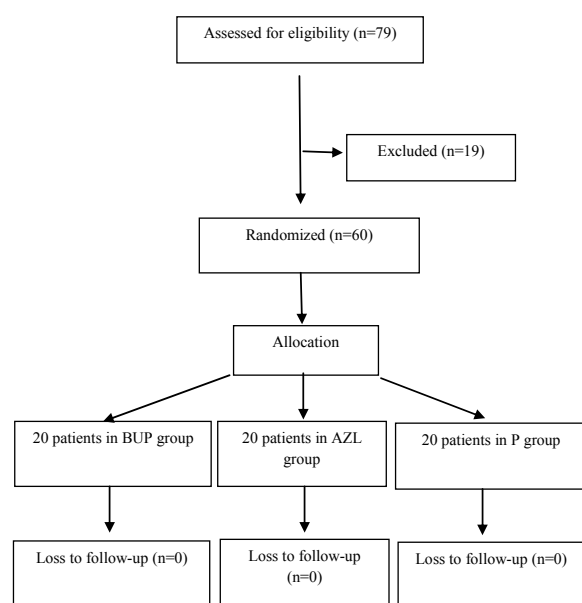 Assessed for eligibility (n=79)
Excluded (n=19)
Randomized (n=60)
Allocation
20 patients in BUP group
20 patients in AZL
group
20 patients in P group
Loss to follow-up (n=0)
Loss to follow-up
(n=0)
Loss to follow-up (n=0)